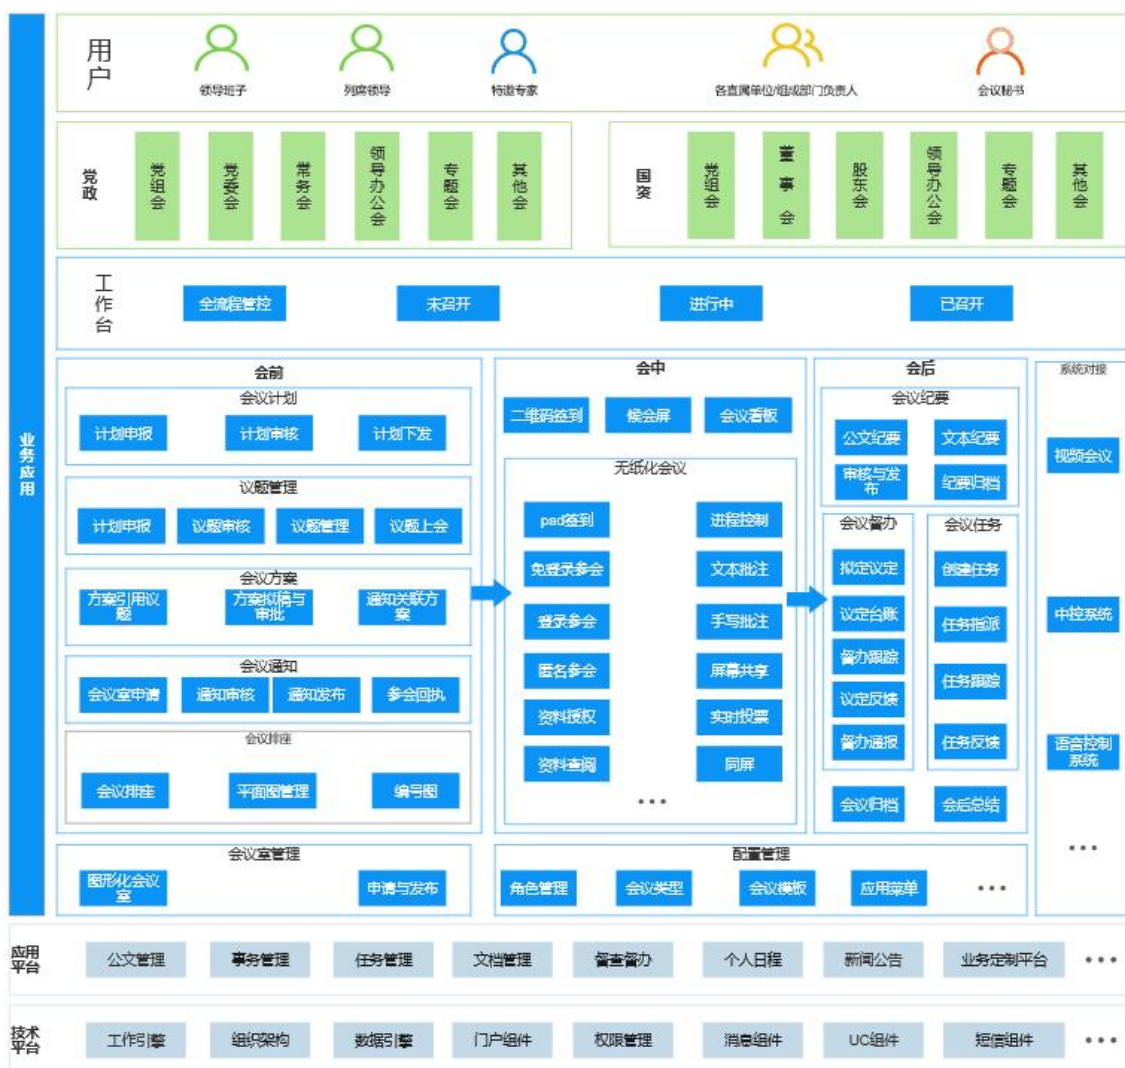 业务应用
用户
领导班子
列席领导
特邀专家
各直属单位/组成部门负责人
会议秘书
党政
党组会
党委会
常务会
领导办公会
专题会
其他会
国资
党组会
董事会
股东会
领导办公会
专题会
其他会
工作台
全流程管控
未召开
进行中
已召开
会前
会议计划
计划申报
计划审核
计划下发
议题管理
计划申报
议题审核
议题管理
议题上会
会议方案
方案引用议
题
方案拟稿与
审批
通知关联方
案
会议通知
会议室申请
通知审核
通知发布
参会回执
会议排座
会议排座
平面图管理
编号图
会中
二维码签到
候会屏
会议看板
无纸化会议
pad签到
进程控制
免登录参会
文本批注
登录参会
手写批注
匿名参会
屏幕共享
资料授权
实时投票
资料查阅
同屏
•••
会后
会议纪要
公文纪要
文本纪要
审核与发
布
纪要归档
会议督办
拟定议定
议定台账
督办跟踪
议定反馈
督办通报
会议任务
创建任务
任务指派
任务跟踪
任务反馈
会议归档
会后总结
系统对接
视频会议
中控系统
语音控制
系统
•••
会议室管理
图形化会议
室
申请与发布
配置管理
角色管理
会议类型
会议模板
应用菜单
•••
应用
平台
公文管理
事务管理
任务管理
文档管理
督查督办
个人日程
新闻公告
业务定制平台
•••
技术
平台
工作引擎
组织架构
数据引擎
门户组件
权限管理
消息组件
UC组件
短信组件
•••